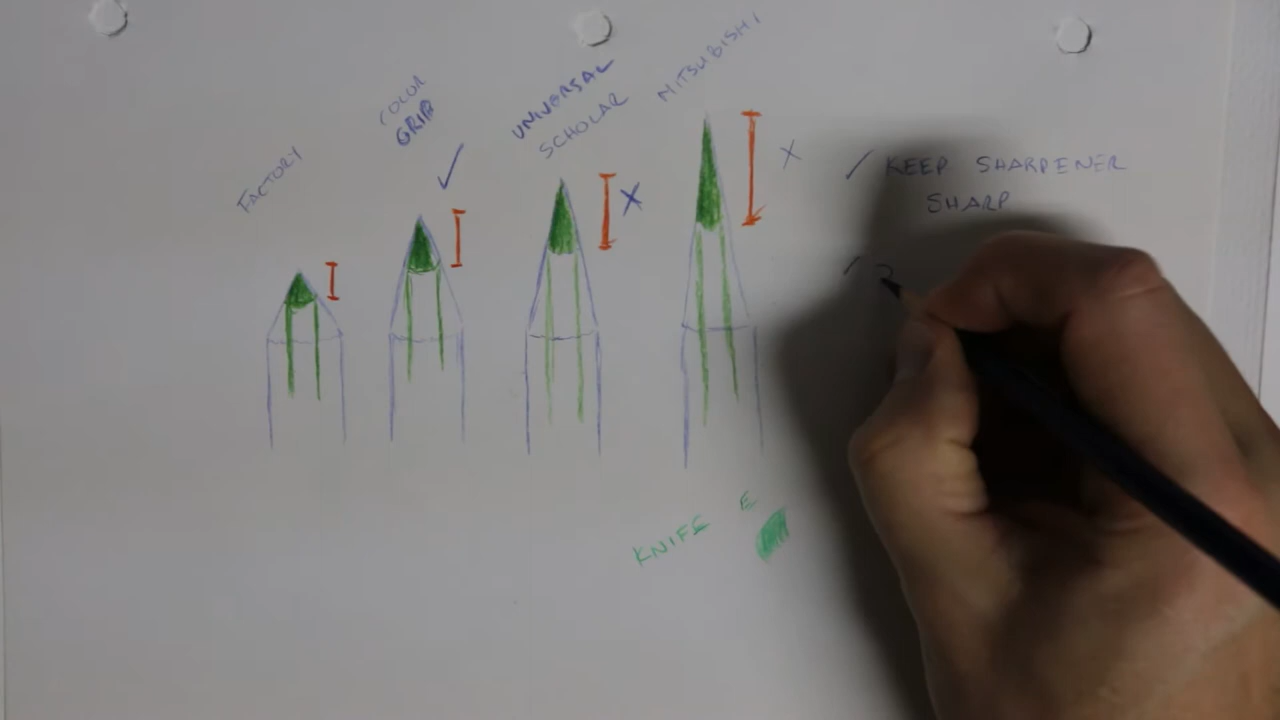 FACTORY
COLOR
GRIP
✓
UNIVERSAL
SCHOLAR
X
MITSUBISHI
X
✓ KEEP SHARPENER
SHARP
✓
KNIFE E